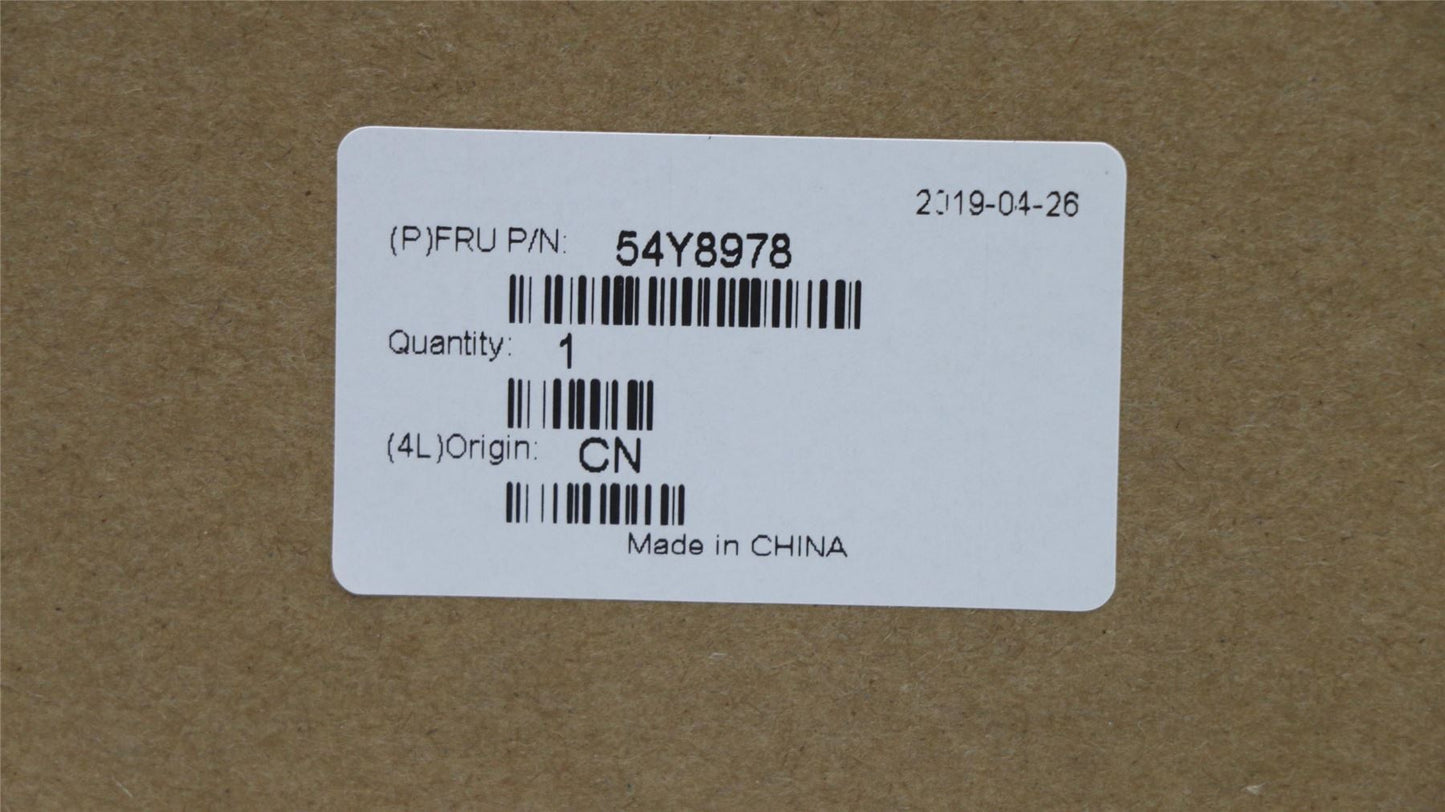 2019-04-26
(P)FRU P/N: 54Y8978
Quantity: 1
(4L)Origin: CN
Made in CHINA